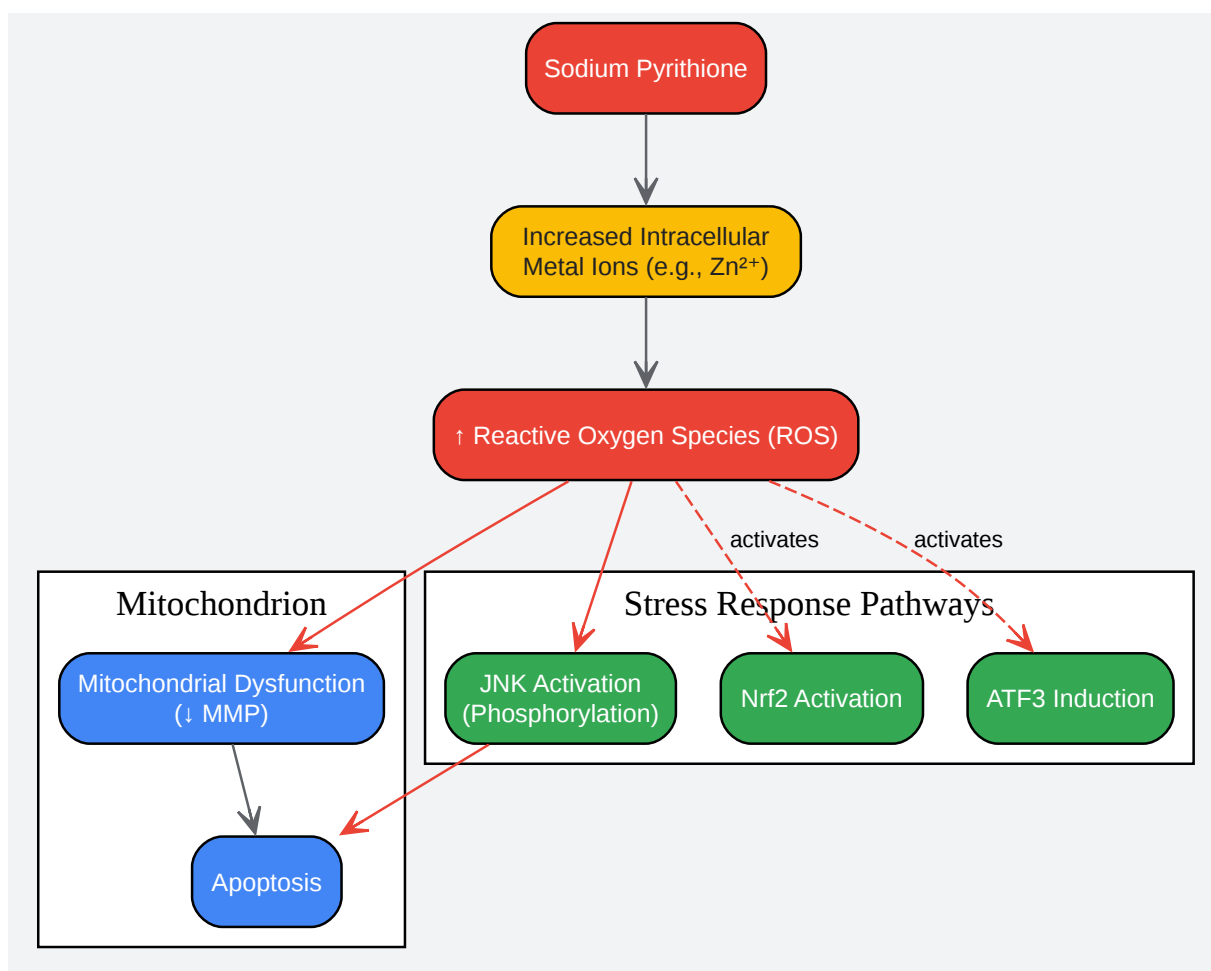 Sodium Pyrithione
Increased Intracellular
Metal Ions (e.g., Zn²⁺)
↑ Reactive Oxygen Species (ROS)
activates
activates
Mitochondrion
Stress Response Pathways
Mitochondrial Dysfunction
(↓ MMP)
JNK Activation
(Phosphorylation)
Nrf2 Activation
ATF3 Induction
Apoptosis